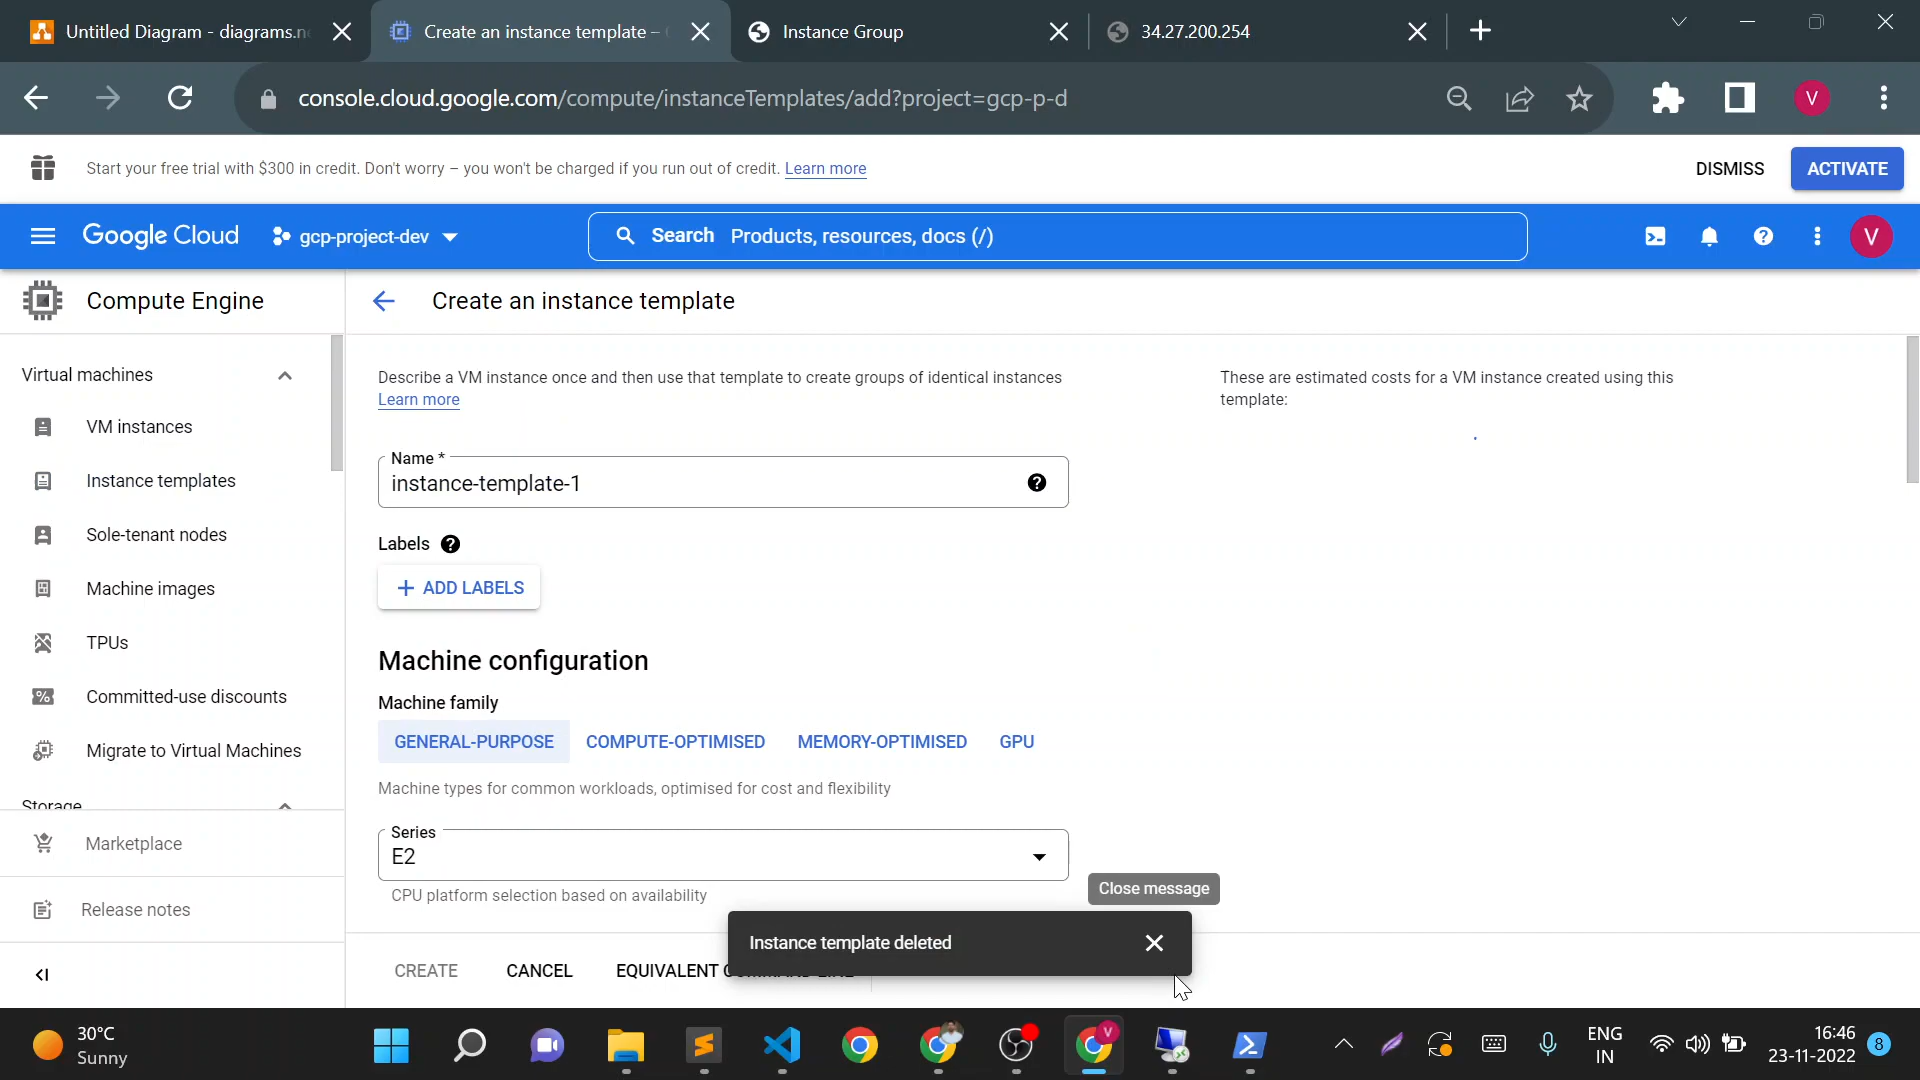 Untitled Diagram - diagrams.n
Create an instance template –
Instance Group
34.27.200.254
console.cloud.google.com/compute/instanceTemplates/add?project=gcp-p-d
V
Start your free trial with $300 in credit. Don't worry – you won't be charged if you run out of credit. Learn more
DISMISS
ACTIVATE
Google Cloud
gcp-project-dev
Search Products, resources, docs (/)
V
Compute Engine
Create an instance template
Virtual machines
VM instances
Instance templates
Sole-tenant nodes
Machine images
TPUs
Committed-use discounts
Migrate to Virtual Machines
Storage
Marketplace
Release notes
Describe a VM instance once and then use that template to create groups of identical instances
Learn more
These are estimated costs for a VM instance created using this
template:
Name *
instance-template-1
Labels
ADD LABELS
Machine configuration
Machine family
GENERAL-PURPOSE
COMPUTE-OPTIMISED
MEMORY-OPTIMISED
GPU
Machine types for common workloads, optimised for cost and flexibility
Series
E2
CPU platform selection based on availability
Close message
Instance template deleted
CREATE
CANCEL
EQUIVALENT
30°C
Sunny
V
ENG
IN
16:46
23-11-2022
8